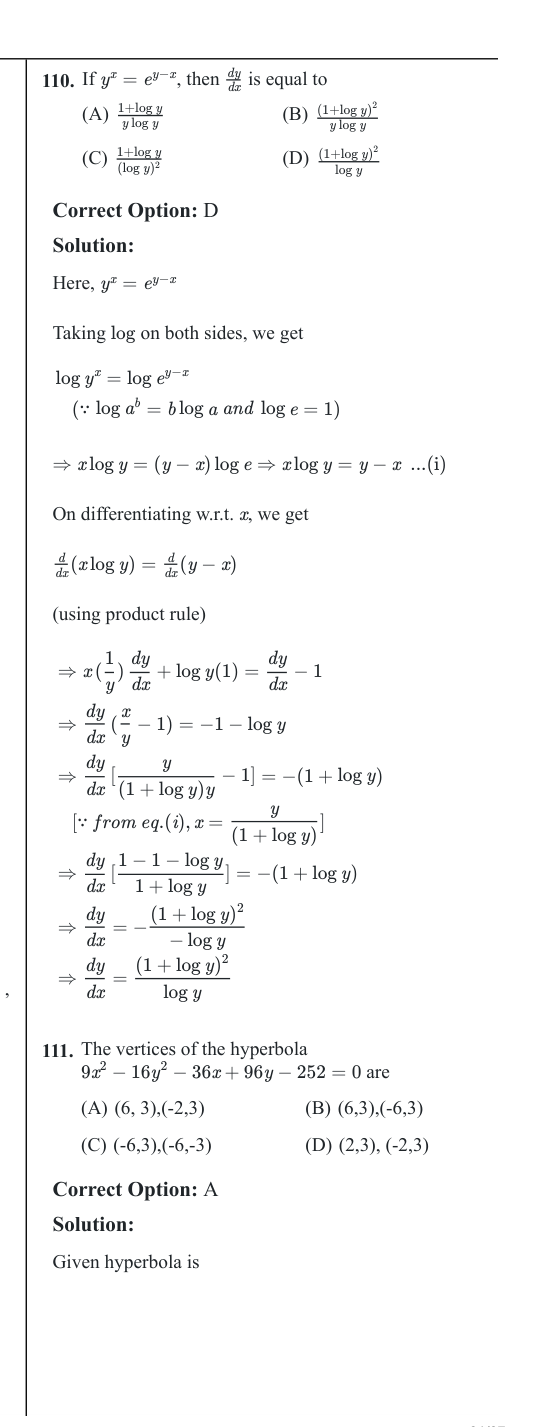 110. If y^x = e^{y−x}, then dy/dx is equal to
(A) (1+log y)/(y log y) (B) (1+log y)²/(y log y)
(C) (1+log y)/(log y)² (D) (1+log y)²/(log y)
Correct Option: D
Solution:
Here, y^x = e^{y−x}
Taking log on both sides, we get
log y^x = log e^{y−x}
(∵ log a^b = b log a and log e = 1)
⇒ x log y = (y − x) log e ⇒ x log y = y − x ...(i)
On differentiating w.r.t. x, we get
d/dx (x log y) = d/dx (y − x)
(using product rule)
⇒ x(1/y) dy/dx + log y(1) = dy/dx − 1
⇒ dy/dx (x/y − 1) = −1 − log y
⇒ dy/dx [y/((1 + log y)y) − 1] = −(1 + log y)
[∵ from eq.(i), x = y/(1 + log y)]
⇒ dy/dx [(1 − 1 − log y)/(1 + log y)] = −(1 + log y)
⇒ dy/dx = −(1 + log y)²/(− log y)
⇒ dy/dx = (1 + log y)²/(log y)
,
111. The vertices of the hyperbola
9x² − 16y² − 36x + 96y − 252 = 0 are
(A) (6, 3),(-2,3) (B) (6,3),(-6,3)
(C) (-6,3),(-6,-3) (D) (2,3), (-2,3)
Correct Option: A
Solution:
Given hyperbola is